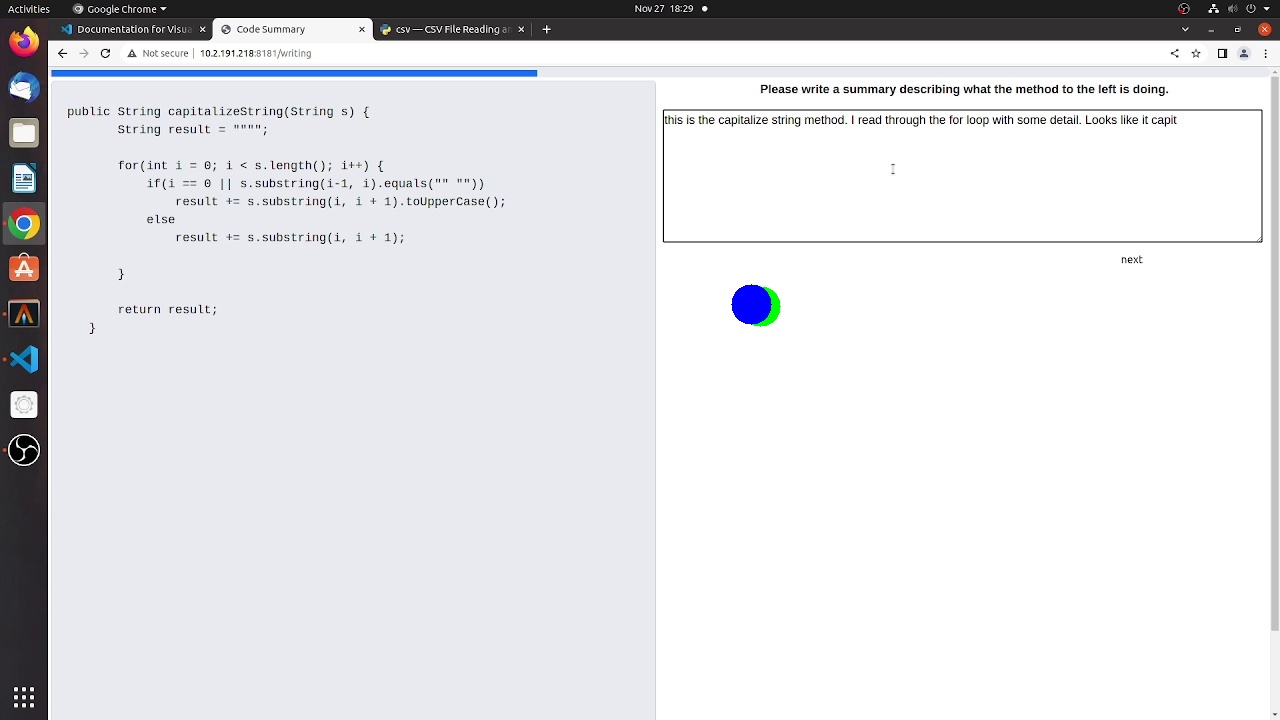 Activities
Google Chrome
Nov 27 18:29
Documentation for Visua
Code Summary
csv — CSV File Reading a
Not secure
10.2.191.218:8181/writing
Please write a summary describing what the method to the left is doing.
public String capitalizeString(String s) {
String result = """";
for(int i = 0; i < s.length(); i++) {
if(i == 0 || s.substring(i-1, i).equals("" ""))
result += s.substring(i, i + 1).toUpperCase();
else
result += s.substring(i, i + 1);
}
return result;
}
this is the capitalize string method. I read through the for loop with some detail. Looks like it capit
next